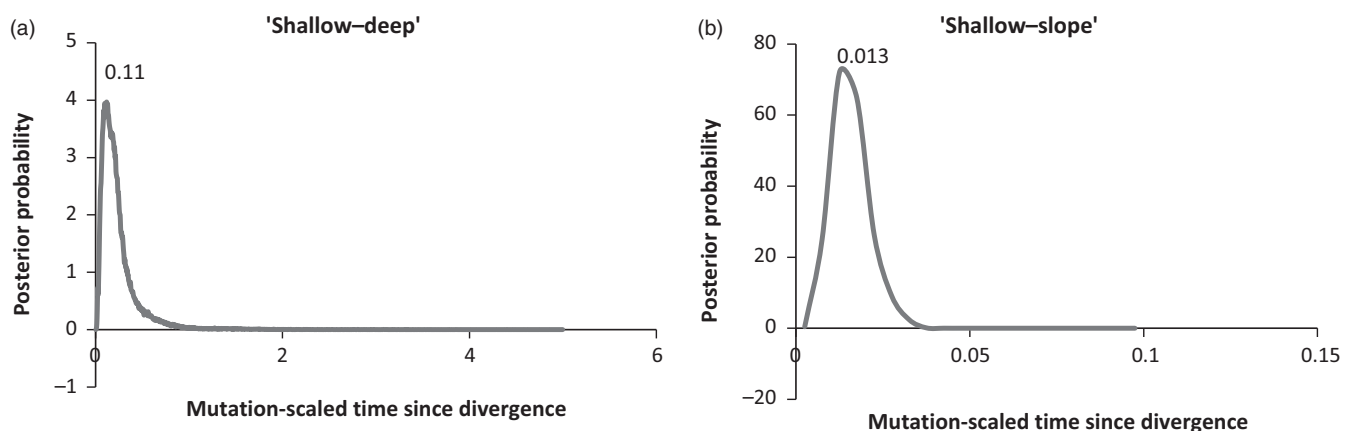 (a)
'Shallow–deep'
5
0.11
4
3
2
1
0
–1
0
2
4
6
Posterior probability
Mutation-scaled time since divergence
(b)
'Shallow–slope'
80
0.013
60
40
20
0
–20
0
0.05
0.1
0.15
Posterior probability
Mutation-scaled time since divergence